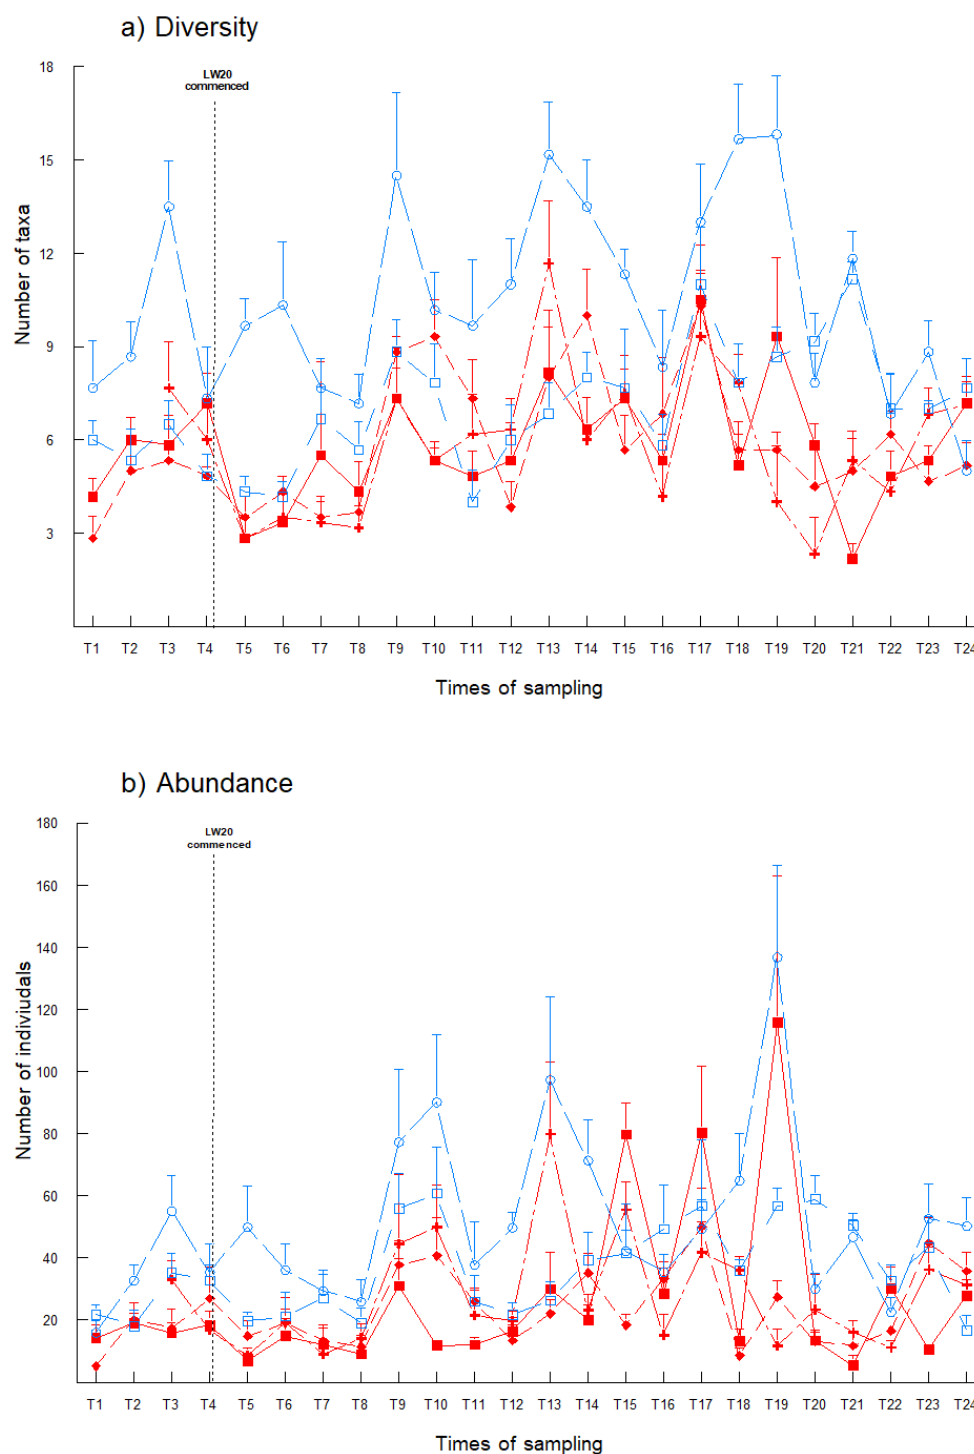 a) Diversity
LW20
commenced
Number of taxa
18
15
12
9
6
3
T1 T2 T3 T4 T5 T6 T7 T8 T9 T10 T11 T12 T13 T14 T15 T16 T17 T18 T19 T20 T21 T22 T23 T24
Times of sampling
b) Abundance
LW20
commenced
Number of indiviudals
180
160
140
120
100
80
60
40
20
T1 T2 T3 T4 T5 T6 T7 T8 T9 T10 T11 T12 T13 T14 T15 T16 T17 T18 T19 T20 T21 T22 T23 T24
Times of sampling